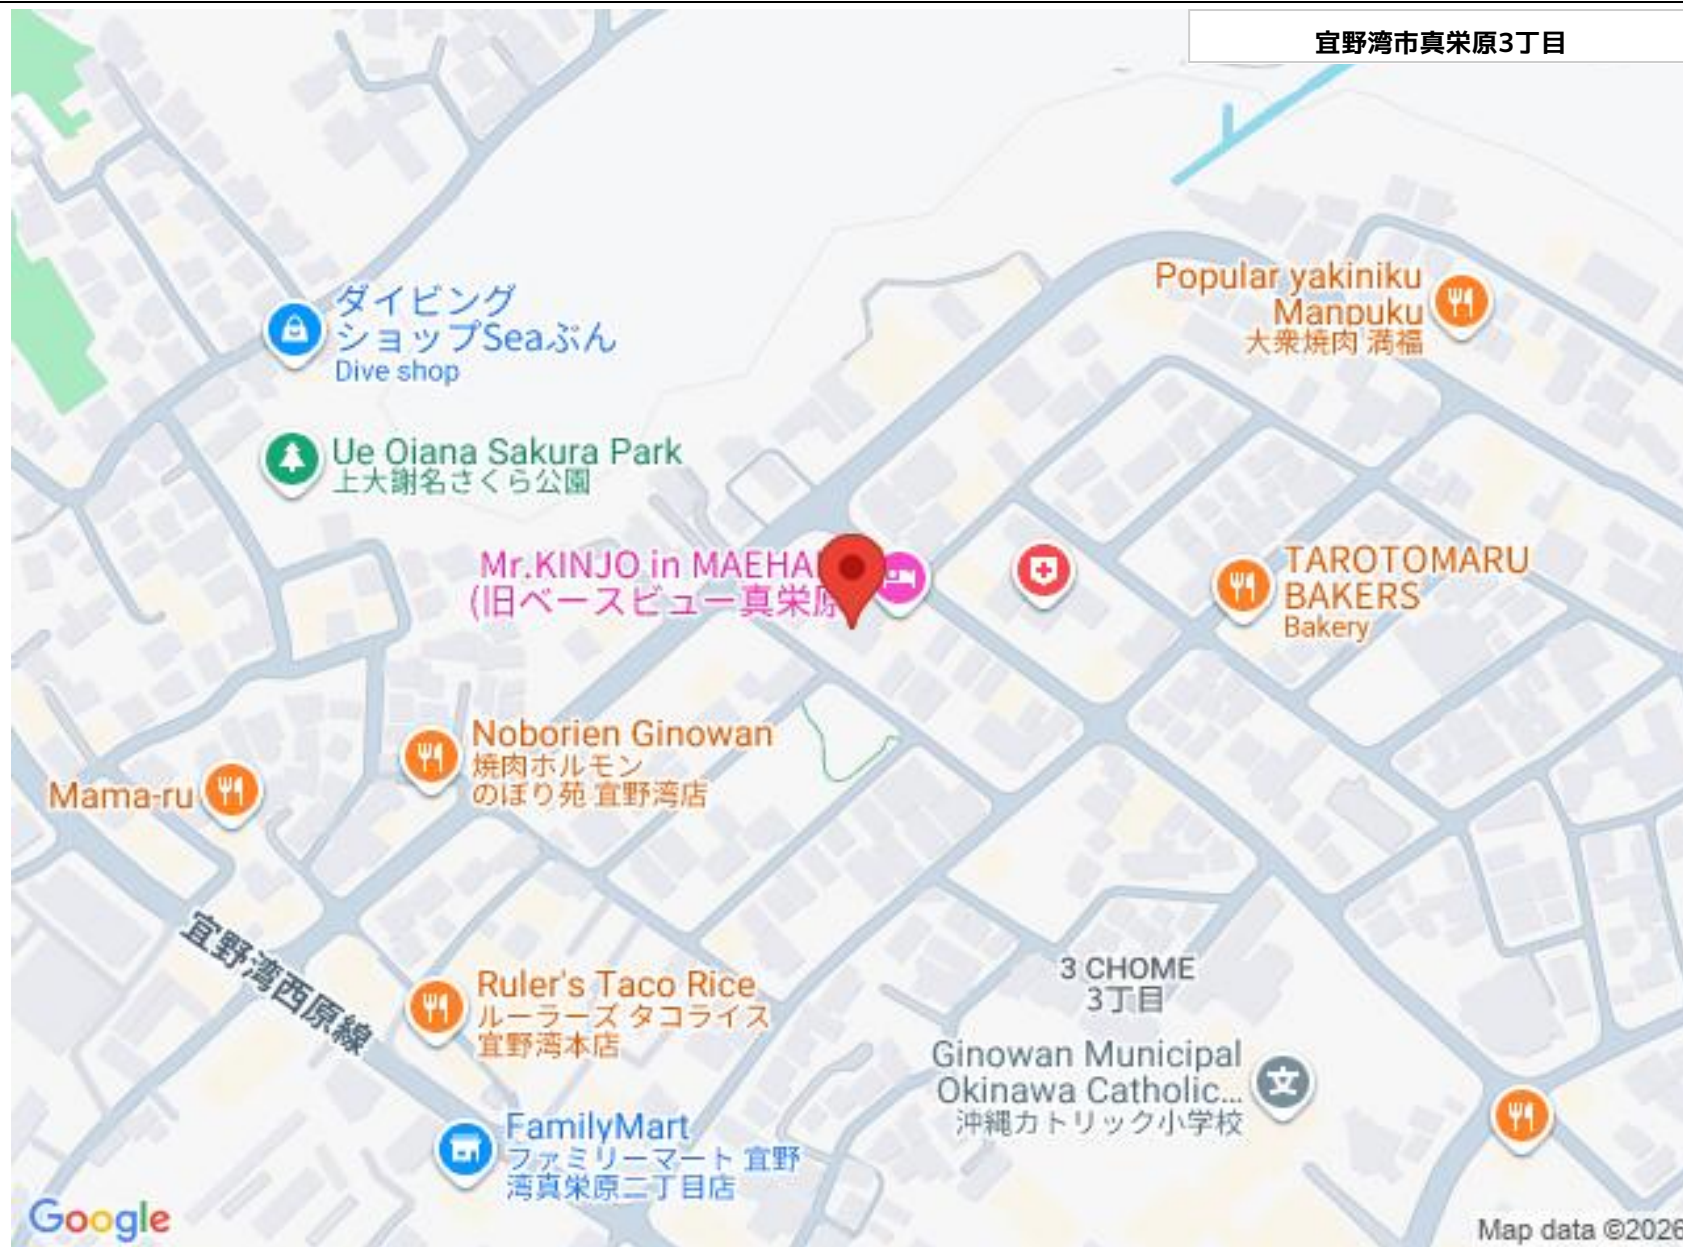 宜野湾市真栄原3丁目
Popular yakiniku
Manpuku
大衆焼肉 満福
ダイビング
ショップSeaぷん
Dive shop
Ue Ojana Sakura Park
上大謝名さくら公園
Mr.KINJO in MAEHA
(旧ベースビュー真栄原
TAROTOMARU
BAKERS
Bakery
Noborien Ginowan
焼肉ホルモン
のぼり苑 宜野湾店
Mama-ru
宜野湾西原線
3 CHOME
3丁目
Ruler's Taco Rice
ルーラーズ タコライス
宜野湾本店
Ginowan Municipal
Okinawa Catholic...
沖縄カトリック小学校
FamilyMart
ファミリーマート 宜野
湾真栄原二丁目店
Google
Map data ©2026